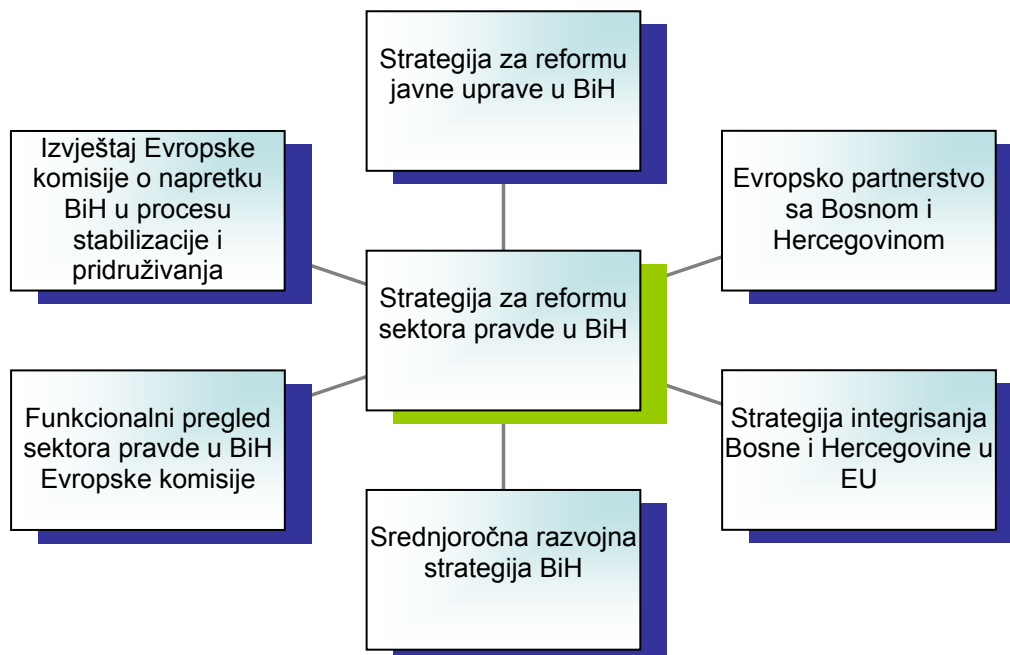 Strategija za reformu
javne uprave u BiH
Izvještaj Evropske
komisije o napretku
BiH u procesu
stabilizacije i
pridruživanja
Evropsko partnerstvo
sa Bosnom i
Hercegovinom
Strategija za reformu
sektora pravde u BiH
Funkcionalni pregled
sektora pravde u BiH
Evropske komisije
Strategija integrisanja
Bosne i Hercegovine u
EU
Srednjoročna razvojna
strategija BiH